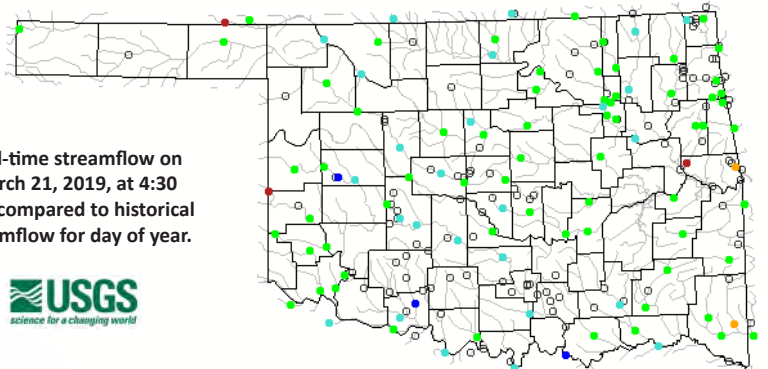 l-time streamflow on
rch 21, 2019, at 4:30
compared to historical
mflow for day of year.
USGS
science for a changing world